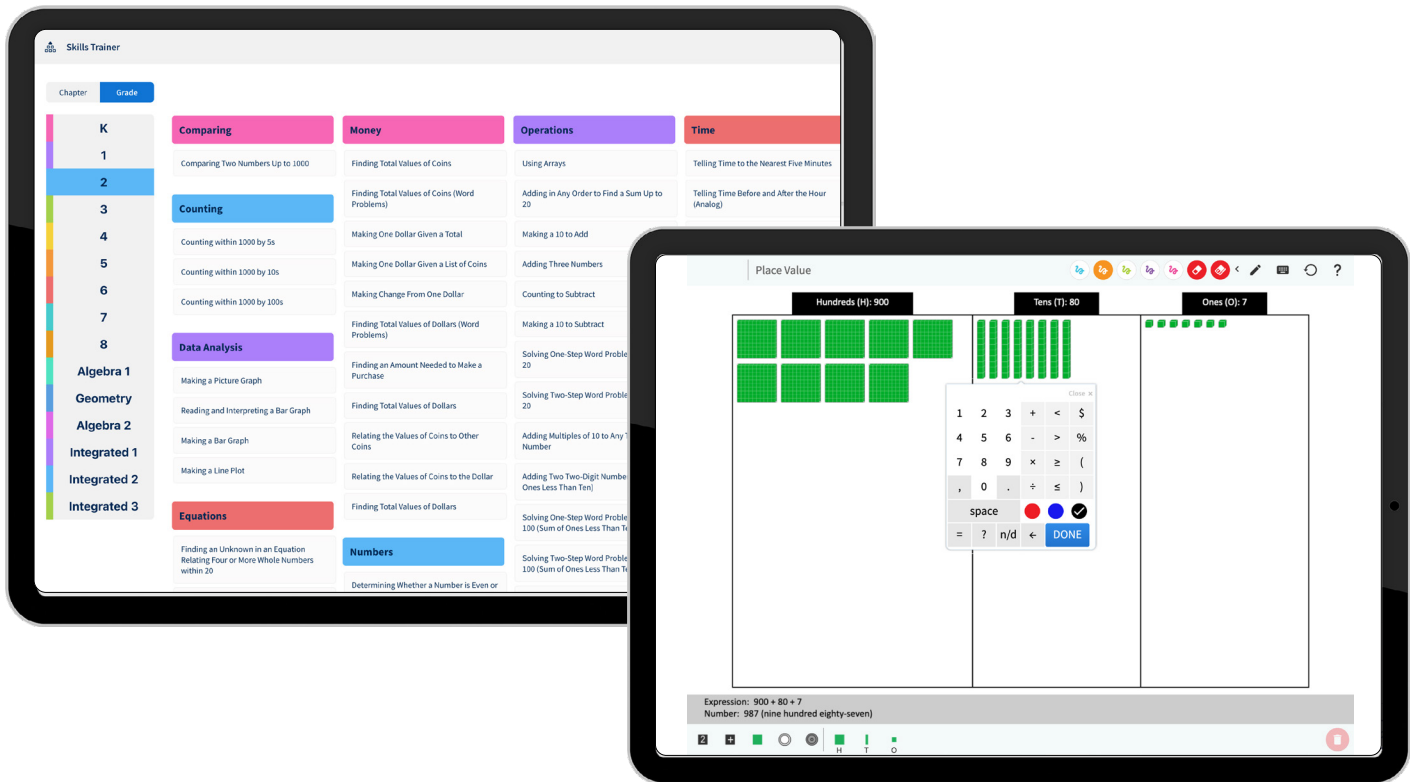 Skills Trainer
Chapter
Grade
K
1
2
3
4
5
6
7
8
Algebra 1
Geometry
Algebra 2
Integrated 1
Integrated 2
Integrated 3
Comparing
Comparing Two Numbers Up to 1000
Counting
Counting within 1000 by 5s
Counting within 1000 by 10s
Counting within 1000 by 100s
Data Analysis
Making a Picture Graph
Reading and Interpreting a Bar Graph
Making a Bar Graph
Making a Line Plot
Equations
Finding an Unknown in an Equation
Relating Four or More Whole Numbers
within 20
Money
Finding Total Values of Coins
Finding Total Values of Coins (Word
Problems)
Making One Dollar Given a Total
Making One Dollar Given a List of Coins
Making Change From One Dollar
Finding Total Values of Dollars (Word
Problems)
Finding an Amount Needed to Make a
Purchase
Finding Total Values of Dollars
Relating the Values of Coins to Other
Coins
Relating the Values of Coins to the Dollar
Finding Total Values of Dollars
Numbers
Determining Whether a Number is Even or
Operations
Using Arrays
Adding in Any Order to Find a Sum Up to
20
Making a 10 to Add
Adding Three Numbers
Counting to Subtract
Making a 10 to Subtract
Solving One-Step Word
20
Solving Two-Step Word
20
Adding Multiples of 10 to Any
Number
Adding Two Two-Digit
Ones Less Than Ten)
Solving One-Step Word
100 (Sum of Ones Less Than
Solving Two-Step Word
100 (Sum of Ones Less Than
Time
Telling Time to the Nearest Five Minutes
Telling Time Before and After the Hour
(Analog)
Place Value
?
Hundreds (H): 900
Tens (T): 80
Ones (O): 7
Close ×
1 2 3 + < $
4 5 6 - > %
7 8 9 × ≥ (
, 0 . ÷ ≤ )
space
= ? n/d ← DONE
Expression: 900 + 80 + 7
Number: 987 (nine hundred eighty-seven)
2 +
H T O